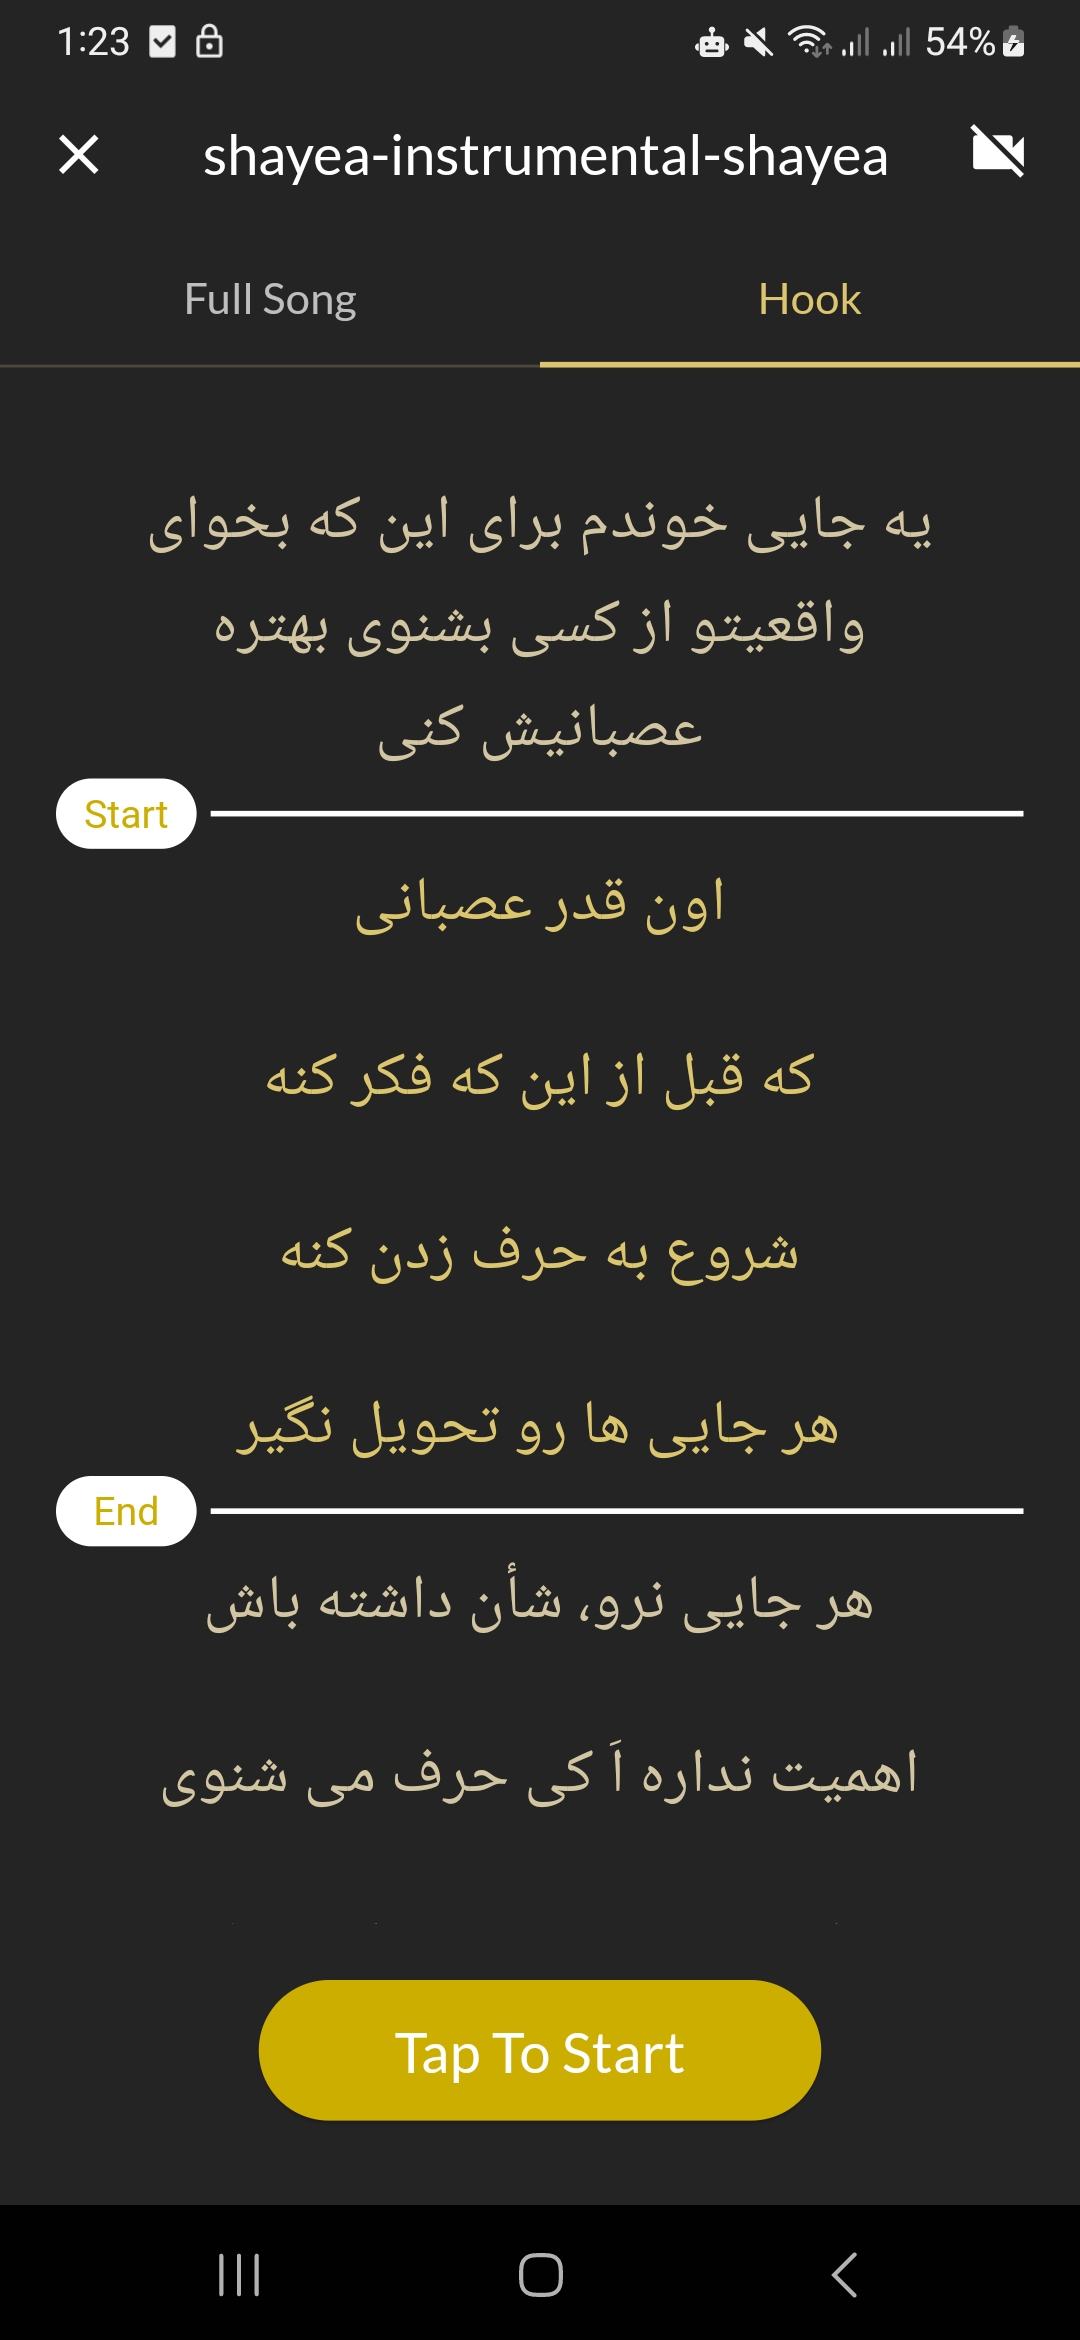 1:23
54%
shayea-instrumental-shayea
Full Song
Hook
یه جایی خوندم برای این که بخوای
واقعیتو از کسی بشنوی بهتره
عصبانیش کنی
Start
اون قدر عصبانی
که قبل از این که فکر کنه
شروع به حرف زدن کنه
هر جایی ها رو تحویل نگیر
End
هر جایی نرو، شأن داشته باش
اهمیت نداره اَ کی حرف می شنوی
Tap To Start